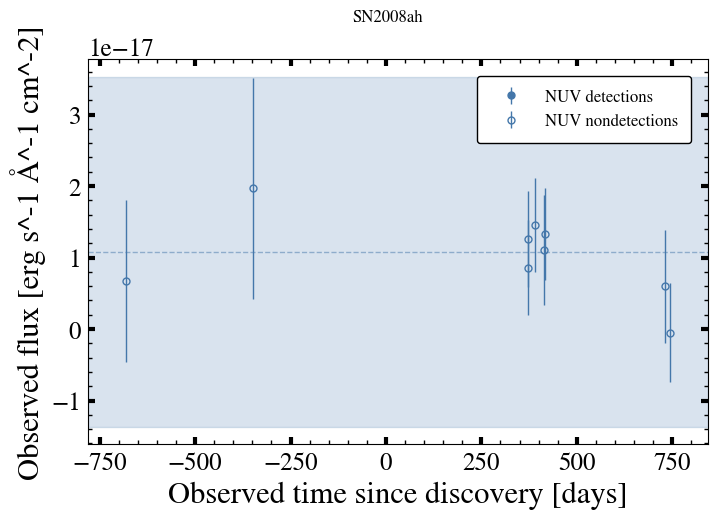 SN2008ah
1e−17
Observed flux [erg s^-1 Å^-1 cm^-2]
3
2
1
0
−1
NUV detections
NUV nondetections
−750 −500 −250 0 250 500 750
Observed time since discovery [days]